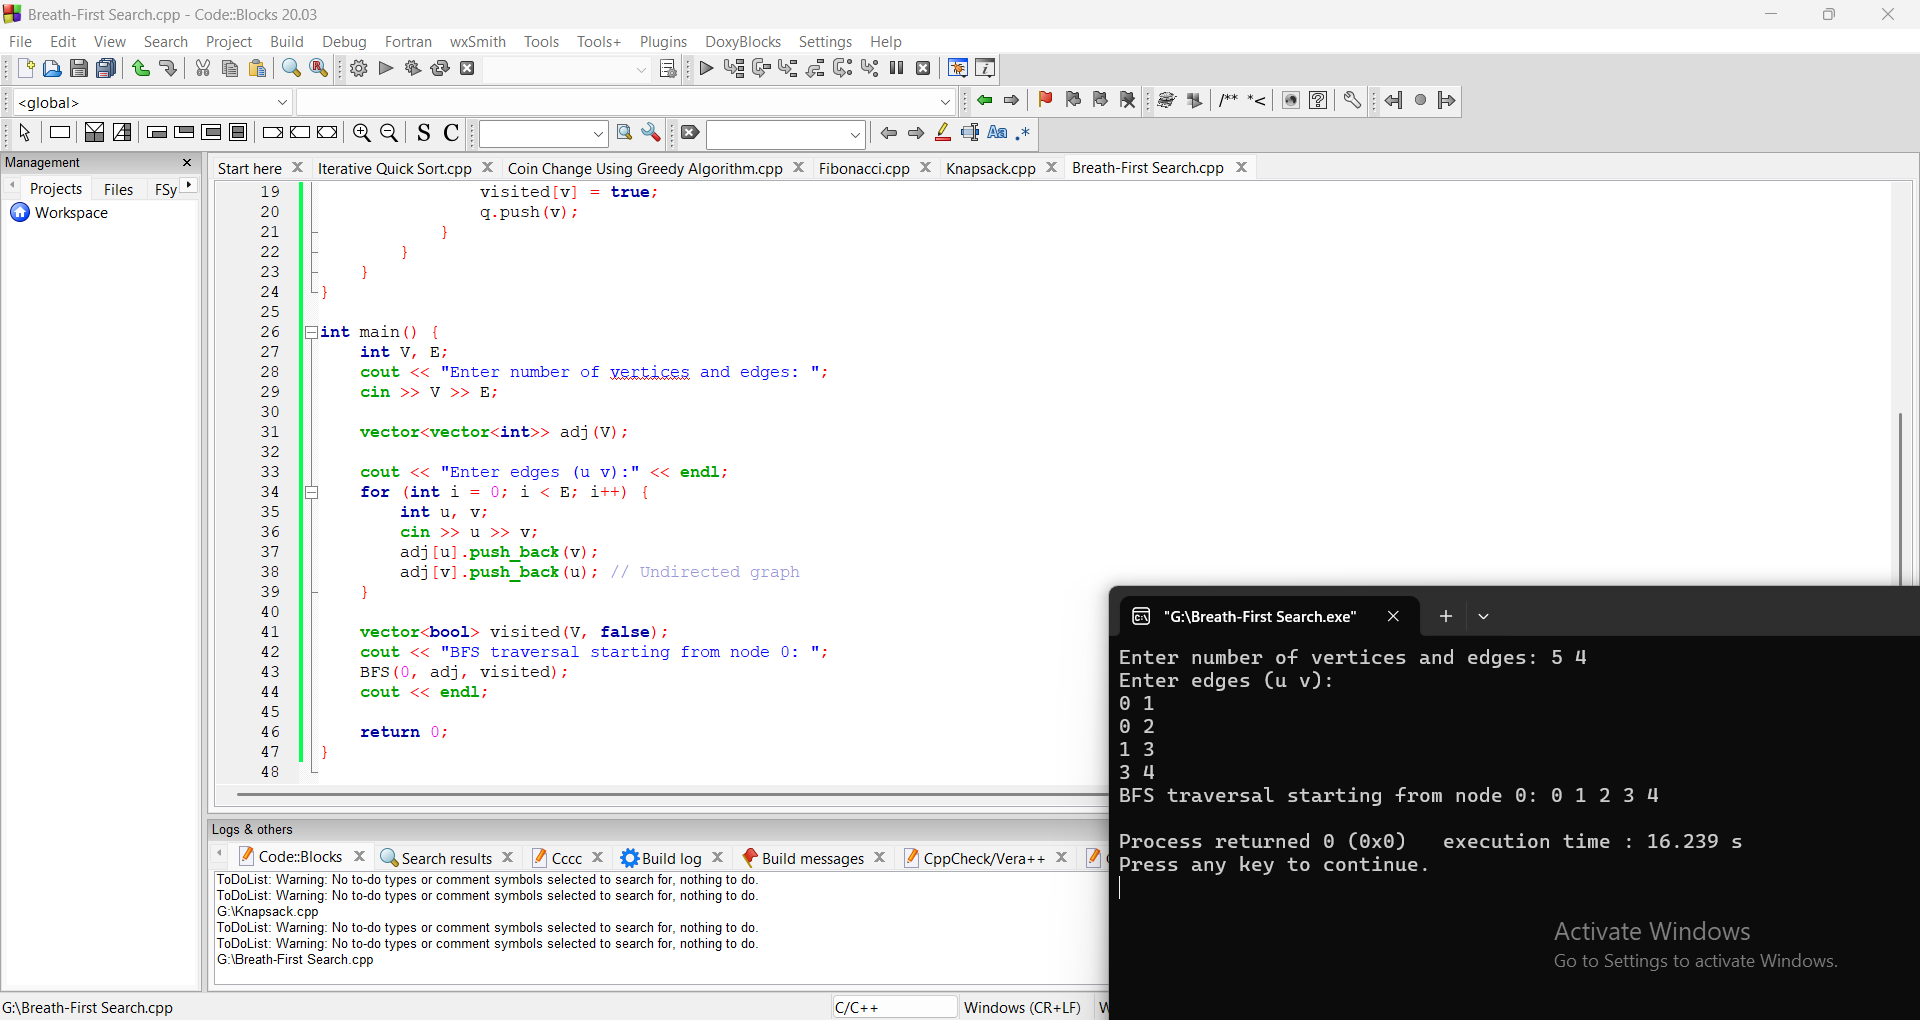 Breath-First Search.cpp - Code::Blocks 20.03
File Edit View Search Project Build Debug Fortran wxSmith Tools Tools+ Plugins DoxyBlocks Settings Help
<global>
/** *<
S C
Aa .*
Management
Projects Files FSy
Workspace
Start here Iterative Quick Sort.cpp Coin Change Using Greedy Algorithm.cpp Fibonacci.cpp Knapsack.cpp Breath-First Search.cpp
19 visited[v] = true;
20 q.push(v);
21 }
22 }
23 }
24 }
25
26 int main() {
27 int V, E;
28 cout << "Enter number of vertices and edges: ";
29 cin >> V >> E;
30
31 vector<vector<int>> adj(V);
32
33 cout << "Enter edges (u v):" << endl;
34 for (int i = 0; i < E; i++) {
35 int u, v;
36 cin >> u >> v;
37 adj[u].push_back(v);
38 adj[v].push_back(u); // Undirected graph
39 }
40
41 vector<bool> visited(V, false);
42 cout << "BFS traversal starting from node 0: ";
43 BFS(0, adj, visited);
44 cout << endl;
45
46 return 0;
47 }
48
"G:\Breath-First Search.exe"
Enter number of vertices and edges: 5 4
Enter edges (u v):
0 1
0 2
1 3
3 4
BFS traversal starting from node 0: 0 1 2 3 4
Process returned 0 (0x0) execution time : 16.239 s
Press any key to continue.
Activate Windows
Go to Settings to activate Windows.
Logs & others
Code::Blocks Search results Cccc Build log Build messages CppCheck/Vera++
ToDoList: Warning: No to-do types or comment symbols selected to search for, nothing to do.
ToDoList: Warning: No to-do types or comment symbols selected to search for, nothing to do.
G:\Knapsack.cpp
ToDoList: Warning: No to-do types or comment symbols selected to search for, nothing to do.
ToDoList: Warning: No to-do types or comment symbols selected to search for, nothing to do.
G:\Breath-First Search.cpp
G:\Breath-First Search.cpp C/C++ Windows (CR+LF)